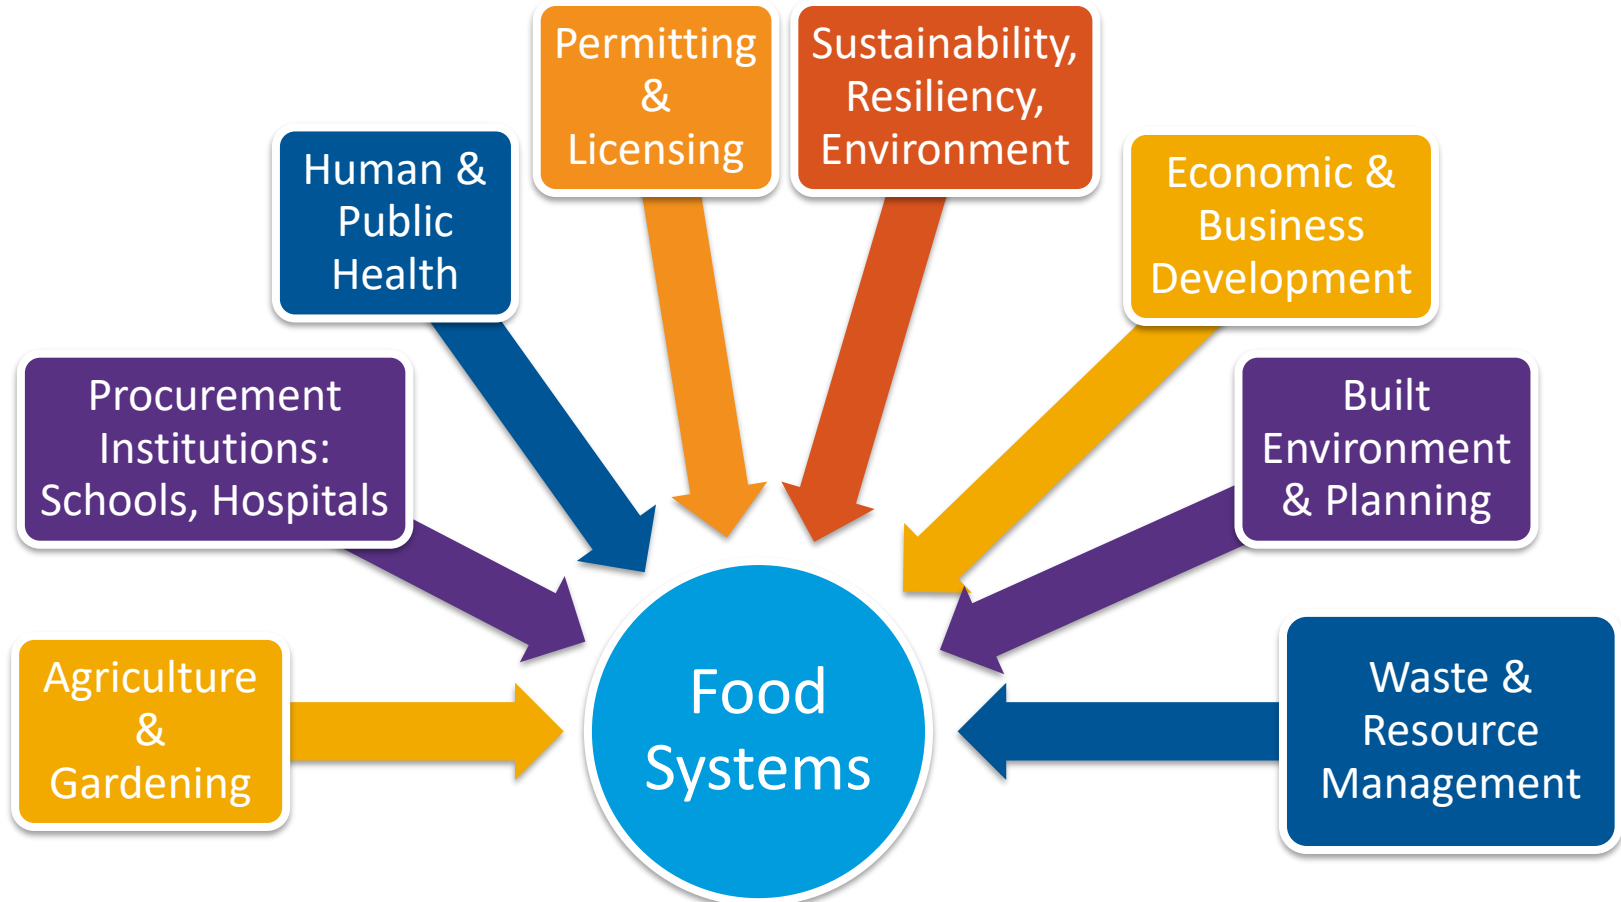 Permitting
&
Licensing
Sustainability,
Resiliency,
Environment
Human &
Public
Health
Economic &
Business
Development
Procurement
Institutions:
Schools, Hospitals
Built
Environment
& Planning
Agriculture
&
Gardening
Food
Systems
Waste &
Resource
Management